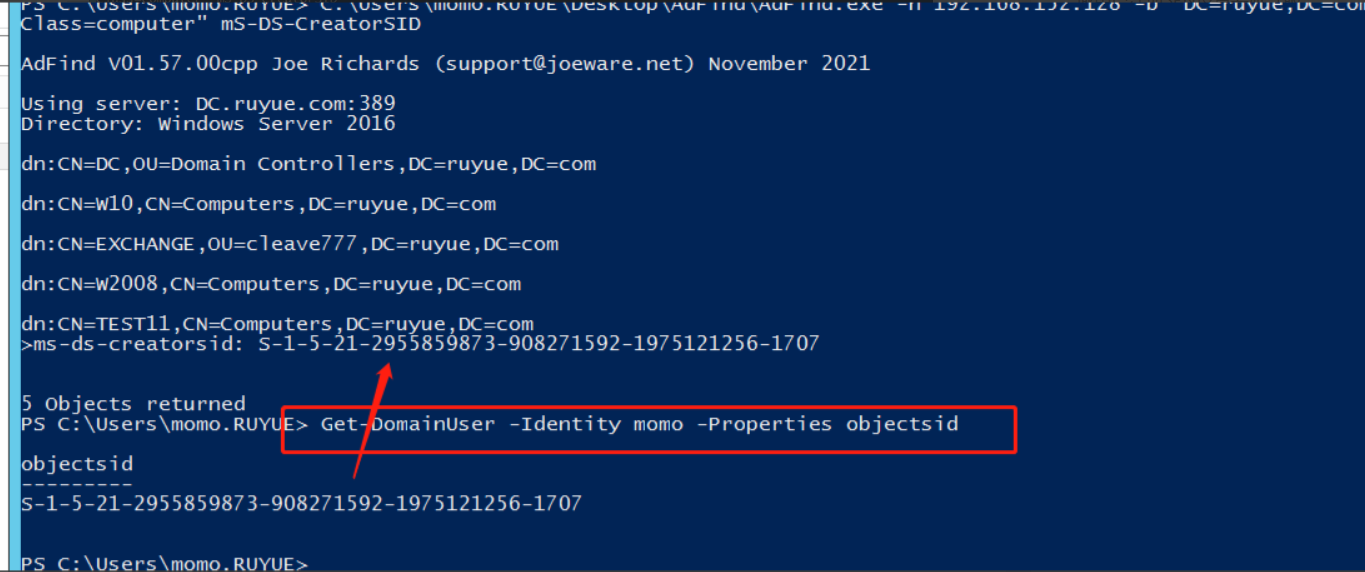 PS C:\Users\momo.RUYUE> C:\Users\momo.RUYUE\Desktop\AdFind\AdFind.exe -h 192.168.152.128 -b "DC=ruyue,DC=com
Class=computer" mS-DS-CreatorSID
AdFind V01.57.00cpp Joe Richards (support@joeware.net) November 2021
Using server: DC.ruyue.com:389
Directory: Windows Server 2016
dn:CN=DC,OU=Domain Controllers,DC=ruyue,DC=com
dn:CN=W10,CN=Computers,DC=ruyue,DC=com
dn:CN=EXCHANGE,OU=cleave777,DC=ruyue,DC=com
dn:CN=W2008,CN=Computers,DC=ruyue,DC=com
dn:CN=TEST11,CN=Computers,DC=ruyue,DC=com
>ms-ds-creatorsid: S-1-5-21-2955859873-908271592-1975121256-1707
5 Objects returned
PS C:\Users\momo.RUYUE> Get-DomainUser -Identity momo -Properties objectsid
objectsid
---------
S-1-5-21-2955859873-908271592-1975121256-1707
PS C:\Users\momo.RUYUE>